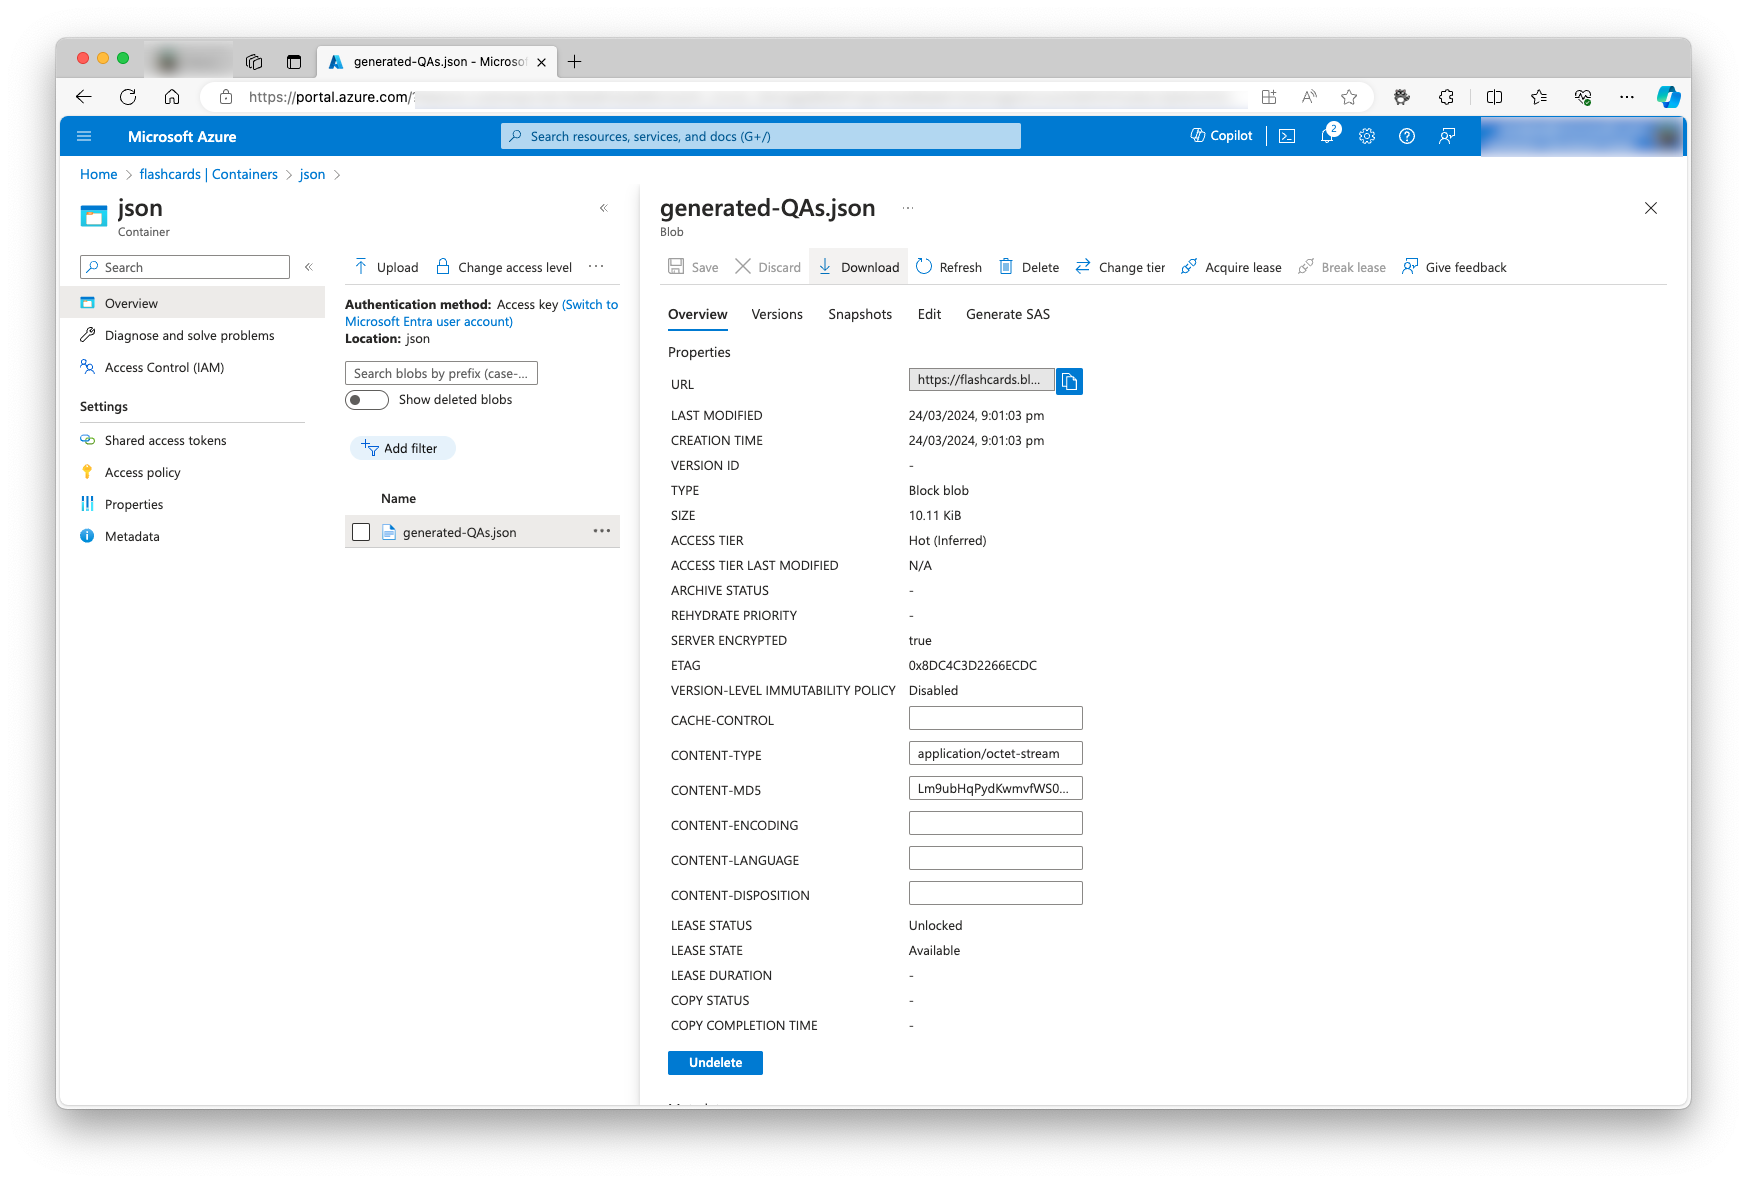 generated-QAs.json - Microsof
https://portal.azure.com/?
Microsoft Azure
Search resources, services, and docs (G+/)
Copilot
2
Home > flashcards | Containers > json >
json
Container
Search
Overview
Diagnose and solve problems
Access Control (IAM)
Settings
Shared access tokens
Access policy
Properties
Metadata
Upload
Change access level
Authentication method: Access key (Switch to
Microsoft Entra user account)
Location: json
Search blobs by prefix (case-...
Show deleted blobs
Add filter
Name
generated-QAs.json
generated-QAs.json
Blob
Save
Discard
Download
Refresh
Delete
Change tier
Acquire lease
Break lease
Give feedback
Overview
Versions
Snapshots
Edit
Generate SAS
Properties
URL https://flashcards.bl...
LAST MODIFIED 24/03/2024, 9:01:03 pm
CREATION TIME 24/03/2024, 9:01:03 pm
VERSION ID -
TYPE Block blob
SIZE 10.11 KiB
ACCESS TIER Hot (Inferred)
ACCESS TIER LAST MODIFIED N/A
ARCHIVE STATUS -
REHYDRATE PRIORITY -
SERVER ENCRYPTED true
ETAG 0x8DC4C3D2266ECDC
VERSION-LEVEL IMMUTABILITY POLICY Disabled
CACHE-CONTROL
CONTENT-TYPE application/octet-stream
CONTENT-MD5 Lm9ubHqPydKwmvfWS0...
CONTENT-ENCODING
CONTENT-LANGUAGE
CONTENT-DISPOSITION
LEASE STATUS Unlocked
LEASE STATE Available
LEASE DURATION -
COPY STATUS -
COPY COMPLETION TIME -
Undelete